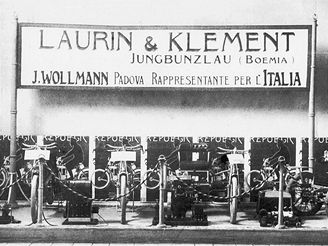 LAURIN & KLEMENT
JUNGBUNZLAU (BOEMIA)
J. WOLLMANN PADOVA RAPPRESENTANTE PER L'ITALIA